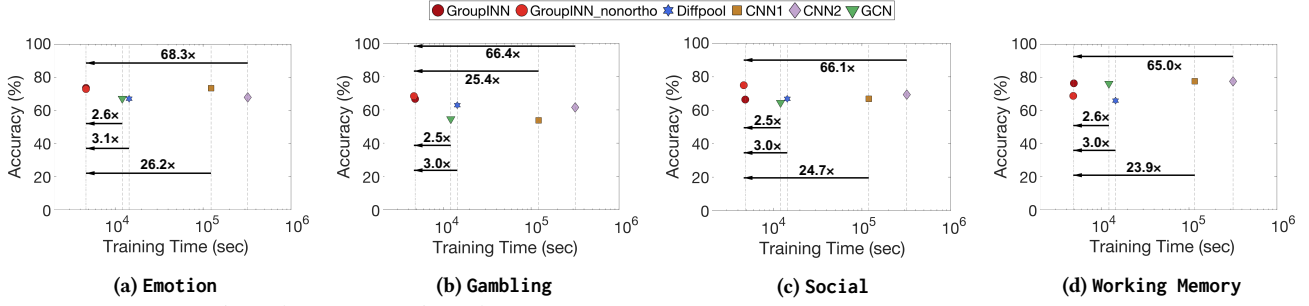 GroupINN GroupINN_nonortho Diffpool CNN1 CNN2 GCN
100
80
60
40
20
0
Accuracy (%)
68.3×
2.6×
3.1×
26.2×
10^4 10^5 10^6
Training Time (sec)
(a) Emotion
100
80
60
40
20
0
Accuracy (%)
66.4×
25.4×
2.5×
3.0×
10^4 10^5 10^6
Training Time (sec)
(b) Gambling
100
80
60
40
20
0
Accuracy (%)
66.1×
2.5×
3.0×
24.7×
10^4 10^5 10^6
Training Time (sec)
(c) Social
100
80
60
40
20
0
Accuracy (%)
65.0×
2.6×
3.0×
23.9×
10^4 10^5 10^6
Training Time (sec)
(d) Working Memory